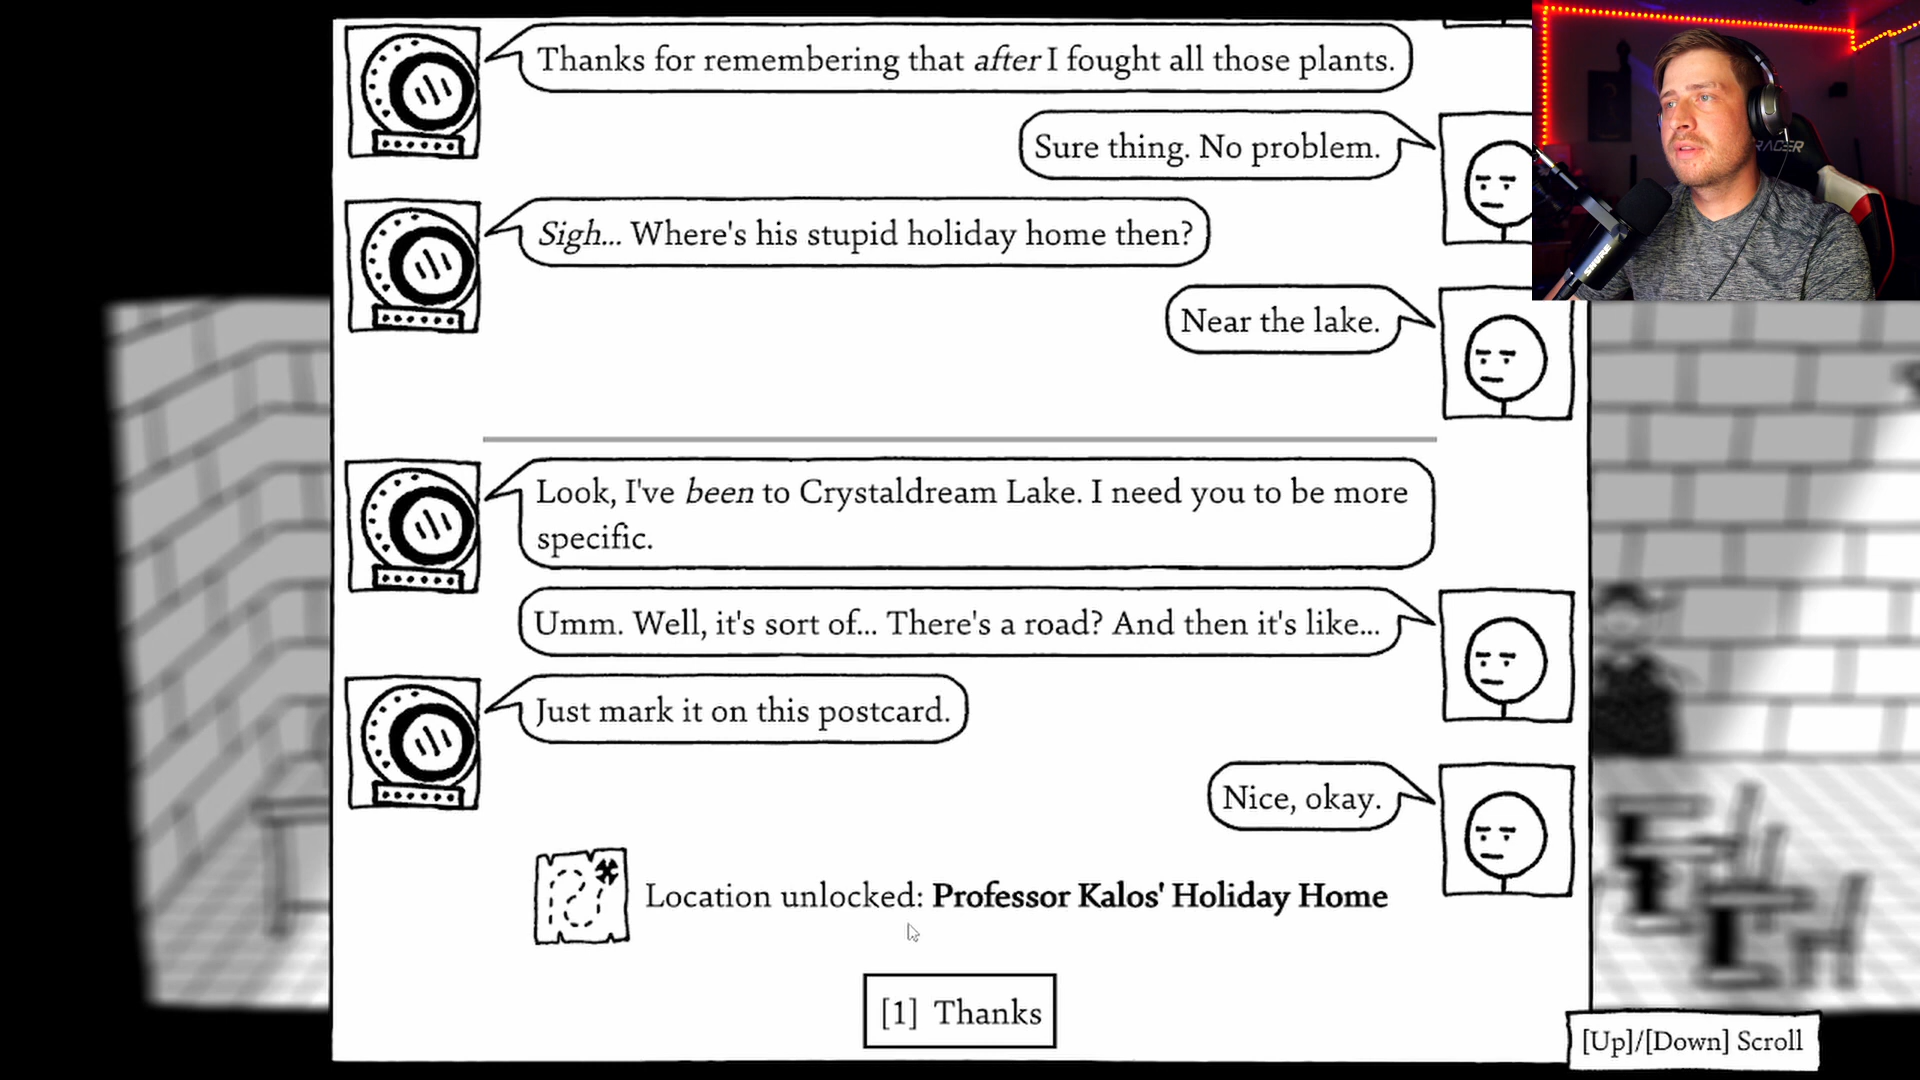 Thanks for remembering that after I fought all those plants.
Sure thing. No problem.
Sigh... Where's his stupid holiday home then?
Near the lake.
Look, I've been to Crystaldream Lake. I need you to be more
specific.
Umm. Well, it's sort of... There's a road? And then it's like...
Just mark it on this postcard.
Nice, okay.
Location unlocked: Professor Kalos' Holiday Home
[1] Thanks
[Up]/[Down] Scroll
SHURE